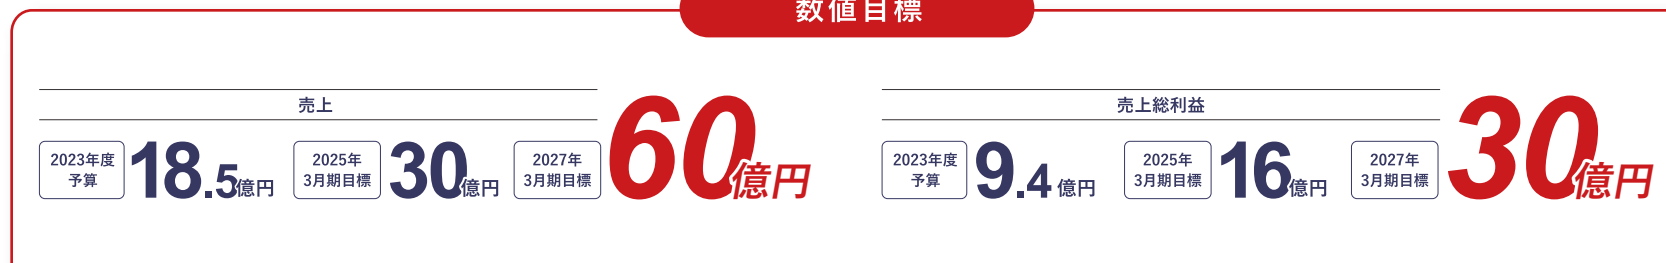 数値目標
売上
2023年度
予算
18.5億円
2025年
3月期目標
30億円
2027年
3月期目標
60億円
売上総利益
2023年度
予算
9.4億円
2025年
3月期目標
16億円
2027年
3月期目標
30億円